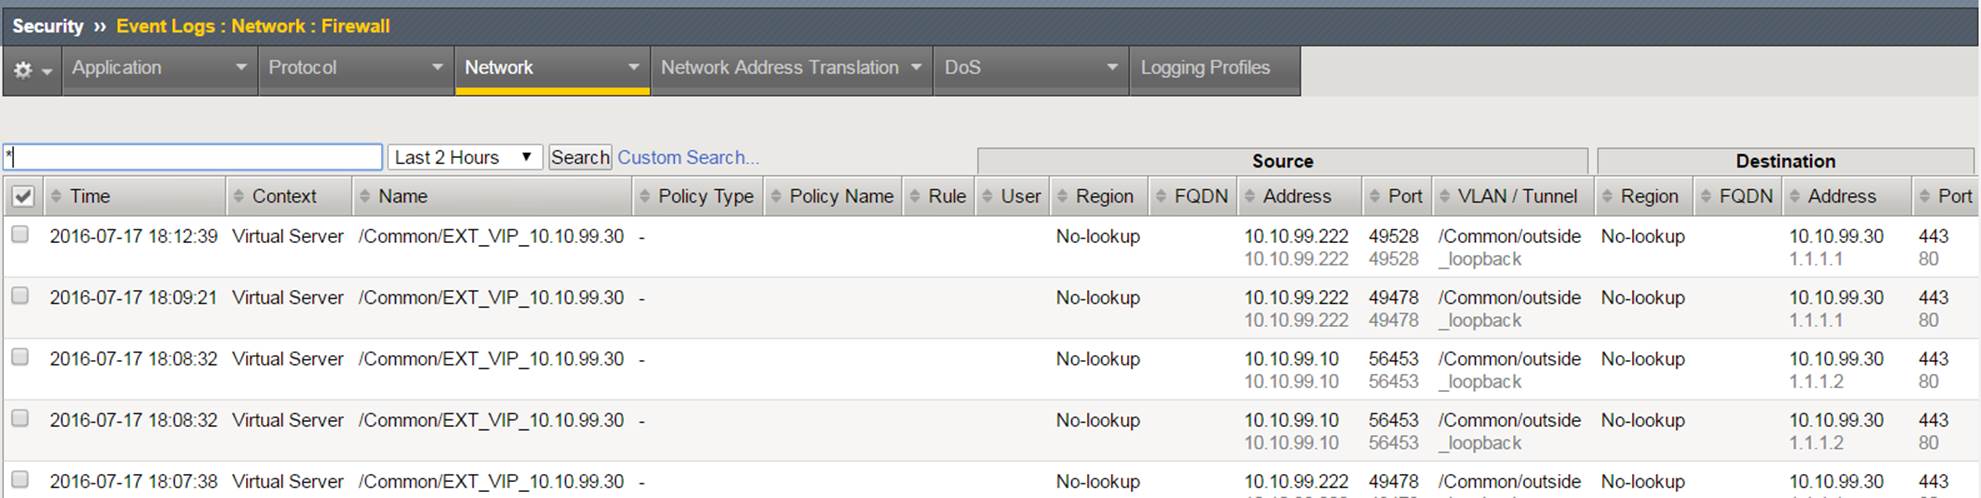 Security ›› Event Logs : Network : Firewall
Application Protocol Network Network Address Translation DoS Logging Profiles
* Last 2 Hours Search Custom Search... Source Destination
Time Context Name Policy Type Policy Name Rule User Region FQDN Address Port VLAN / Tunnel Region FQDN Address Port
2016-07-17 18:12:39 Virtual Server /Common/EXT_VIP_10.10.99.30 - No-lookup 10.10.99.222 49528 /Common/outside No-lookup 10.10.99.30 443
10.10.99.222 49528 _loopback 1.1.1.1 80
2016-07-17 18:09:21 Virtual Server /Common/EXT_VIP_10.10.99.30 - No-lookup 10.10.99.222 49478 /Common/outside No-lookup 10.10.99.30 443
10.10.99.222 49478 _loopback 1.1.1.1 80
2016-07-17 18:08:32 Virtual Server /Common/EXT_VIP_10.10.99.30 - No-lookup 10.10.99.10 56453 /Common/outside No-lookup 10.10.99.30 443
10.10.99.10 56453 _loopback 1.1.1.2 80
2016-07-17 18:08:32 Virtual Server /Common/EXT_VIP_10.10.99.30 - No-lookup 10.10.99.10 56453 /Common/outside No-lookup 10.10.99.30 443
10.10.99.10 56453 _loopback 1.1.1.2 80
2016-07-17 18:07:38 Virtual Server /Common/EXT_VIP_10.10.99.30 - No-lookup 10.10.99.222 49478 /Common/outside No-lookup 10.10.99.30 443